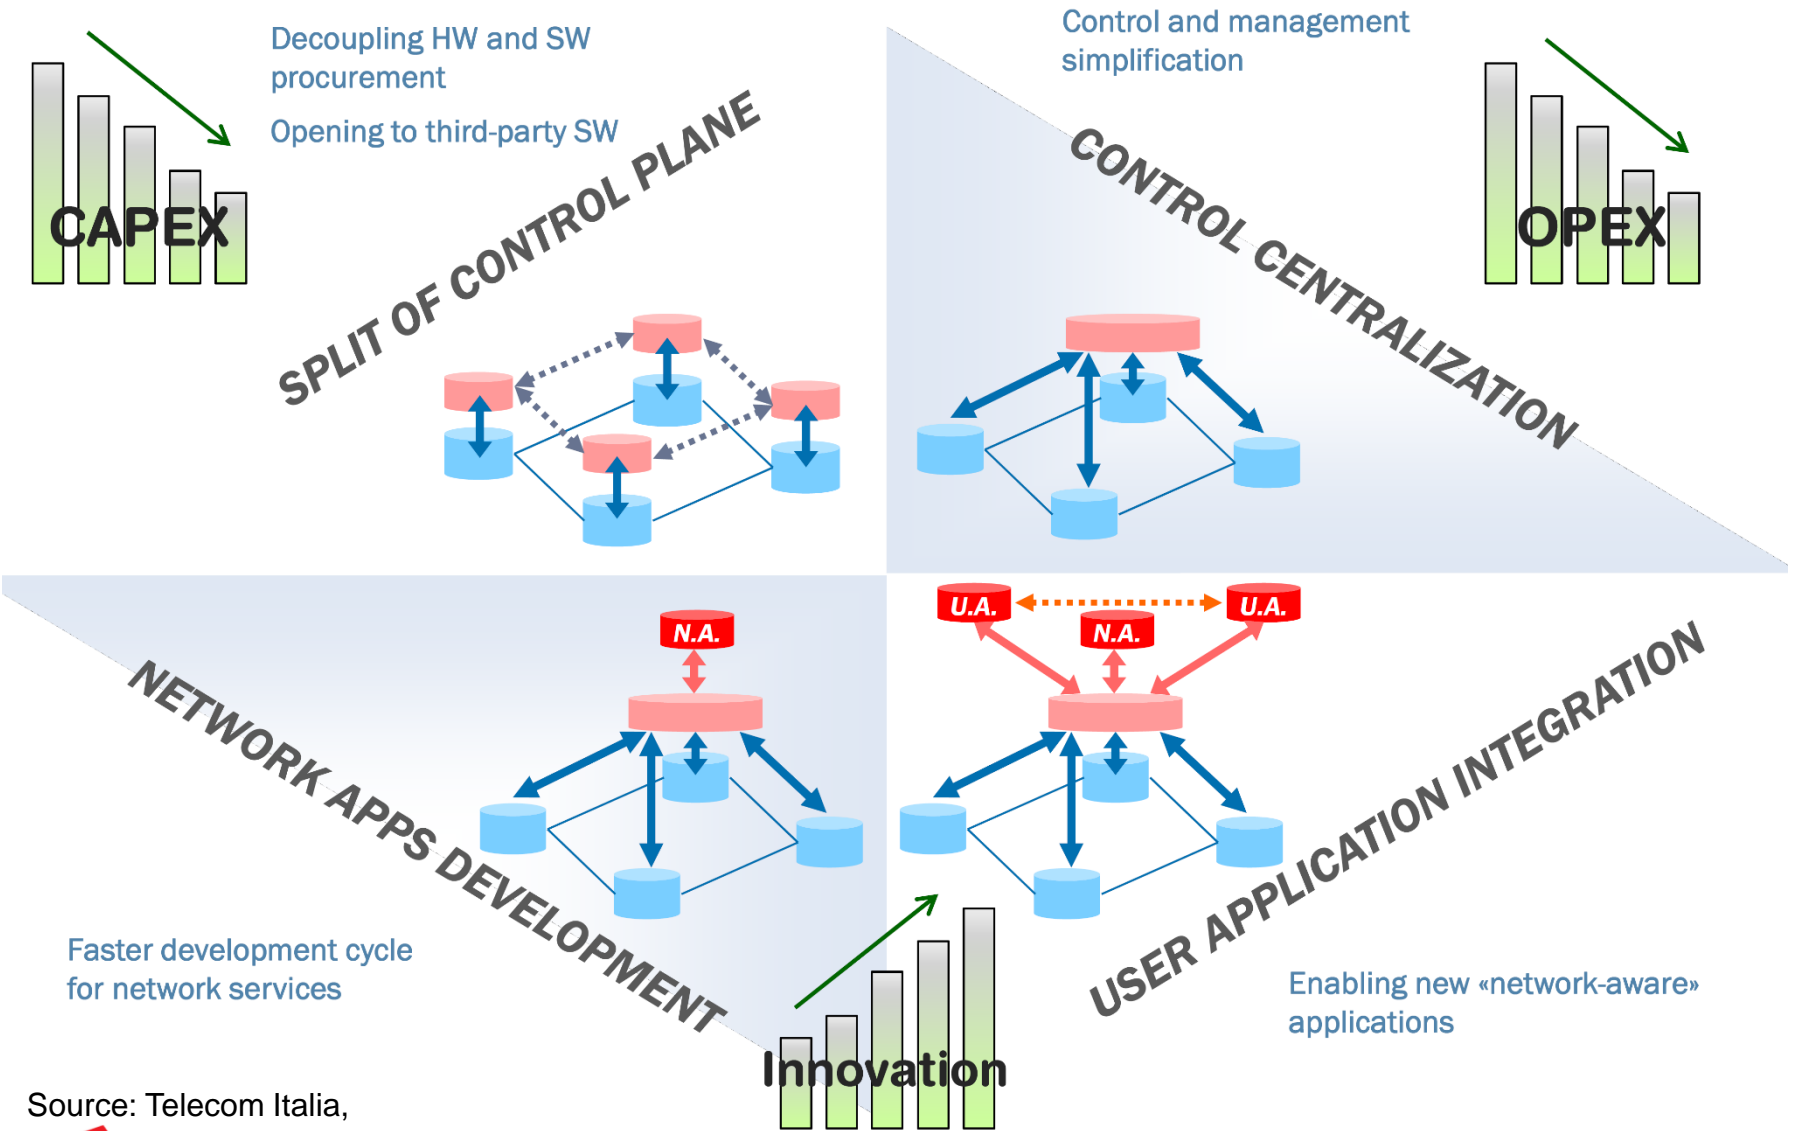 Decoupling HW and SW
procurement
Opening to third-party SW
CAPEX
SPLIT OF CONTROL PLANE
Control and management
simplification
OPEX
CONTROL CENTRALIZATION
N.A.
NETWORK APPS DEVELOPMENT
Faster development cycle
for network services
U.A.
U.A.
N.A.
USER APPLICATION INTEGRATION
Enabling new «network-aware»
applications
Innovation
Source: Telecom Italia,